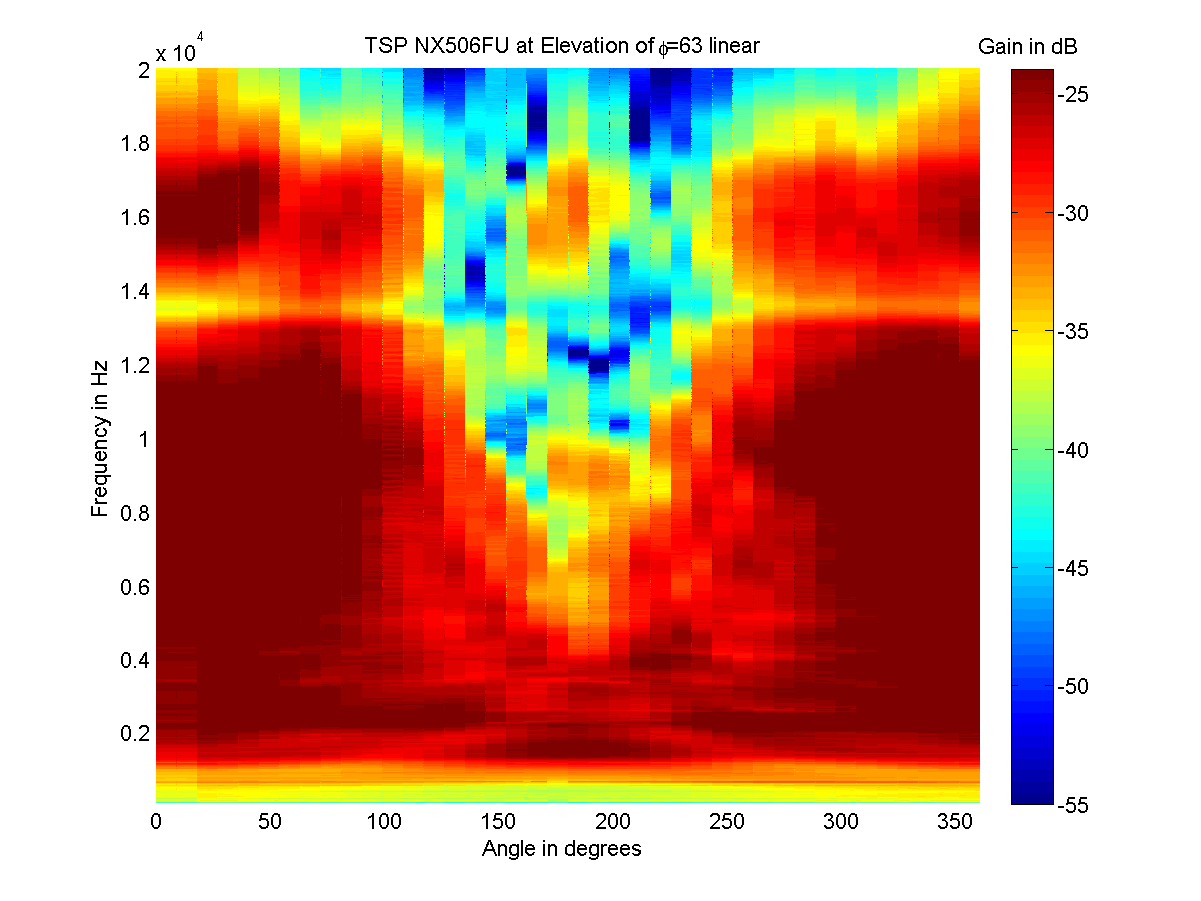 TSP NX506FU at Elevation of ϕ=63 linear
Gain in dB
x 10^4
2
1.8
1.6
1.4
1.2
1
0.8
0.6
0.4
0.2
Frequency in Hz
0 50 100 150 200 250 300 350
Angle in degrees
-25
-30
-35
-40
-45
-50
-55